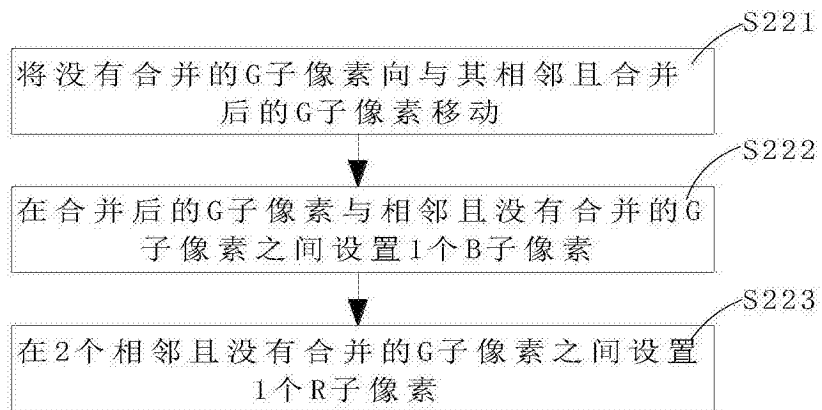 S221
将没有合并的G子像素向与其相邻且合并
后的G子像素移动
S222
在合并后的G子像素与相邻且没有合并的G
子像素之间设置1个B子像素
S223
在2个相邻且没有合并的G子像素之间设置
1个R子像素